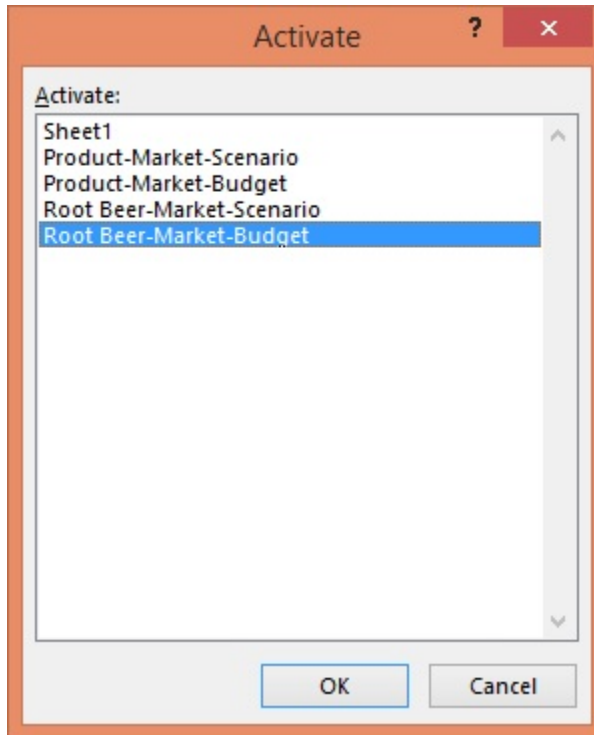 Activate
?
×
Activate:
Sheet1
Product-Market-Scenario
Product-Market-Budget
Root Beer-Market-Scenario
Root Beer-Market-Budget
OK
Cancel